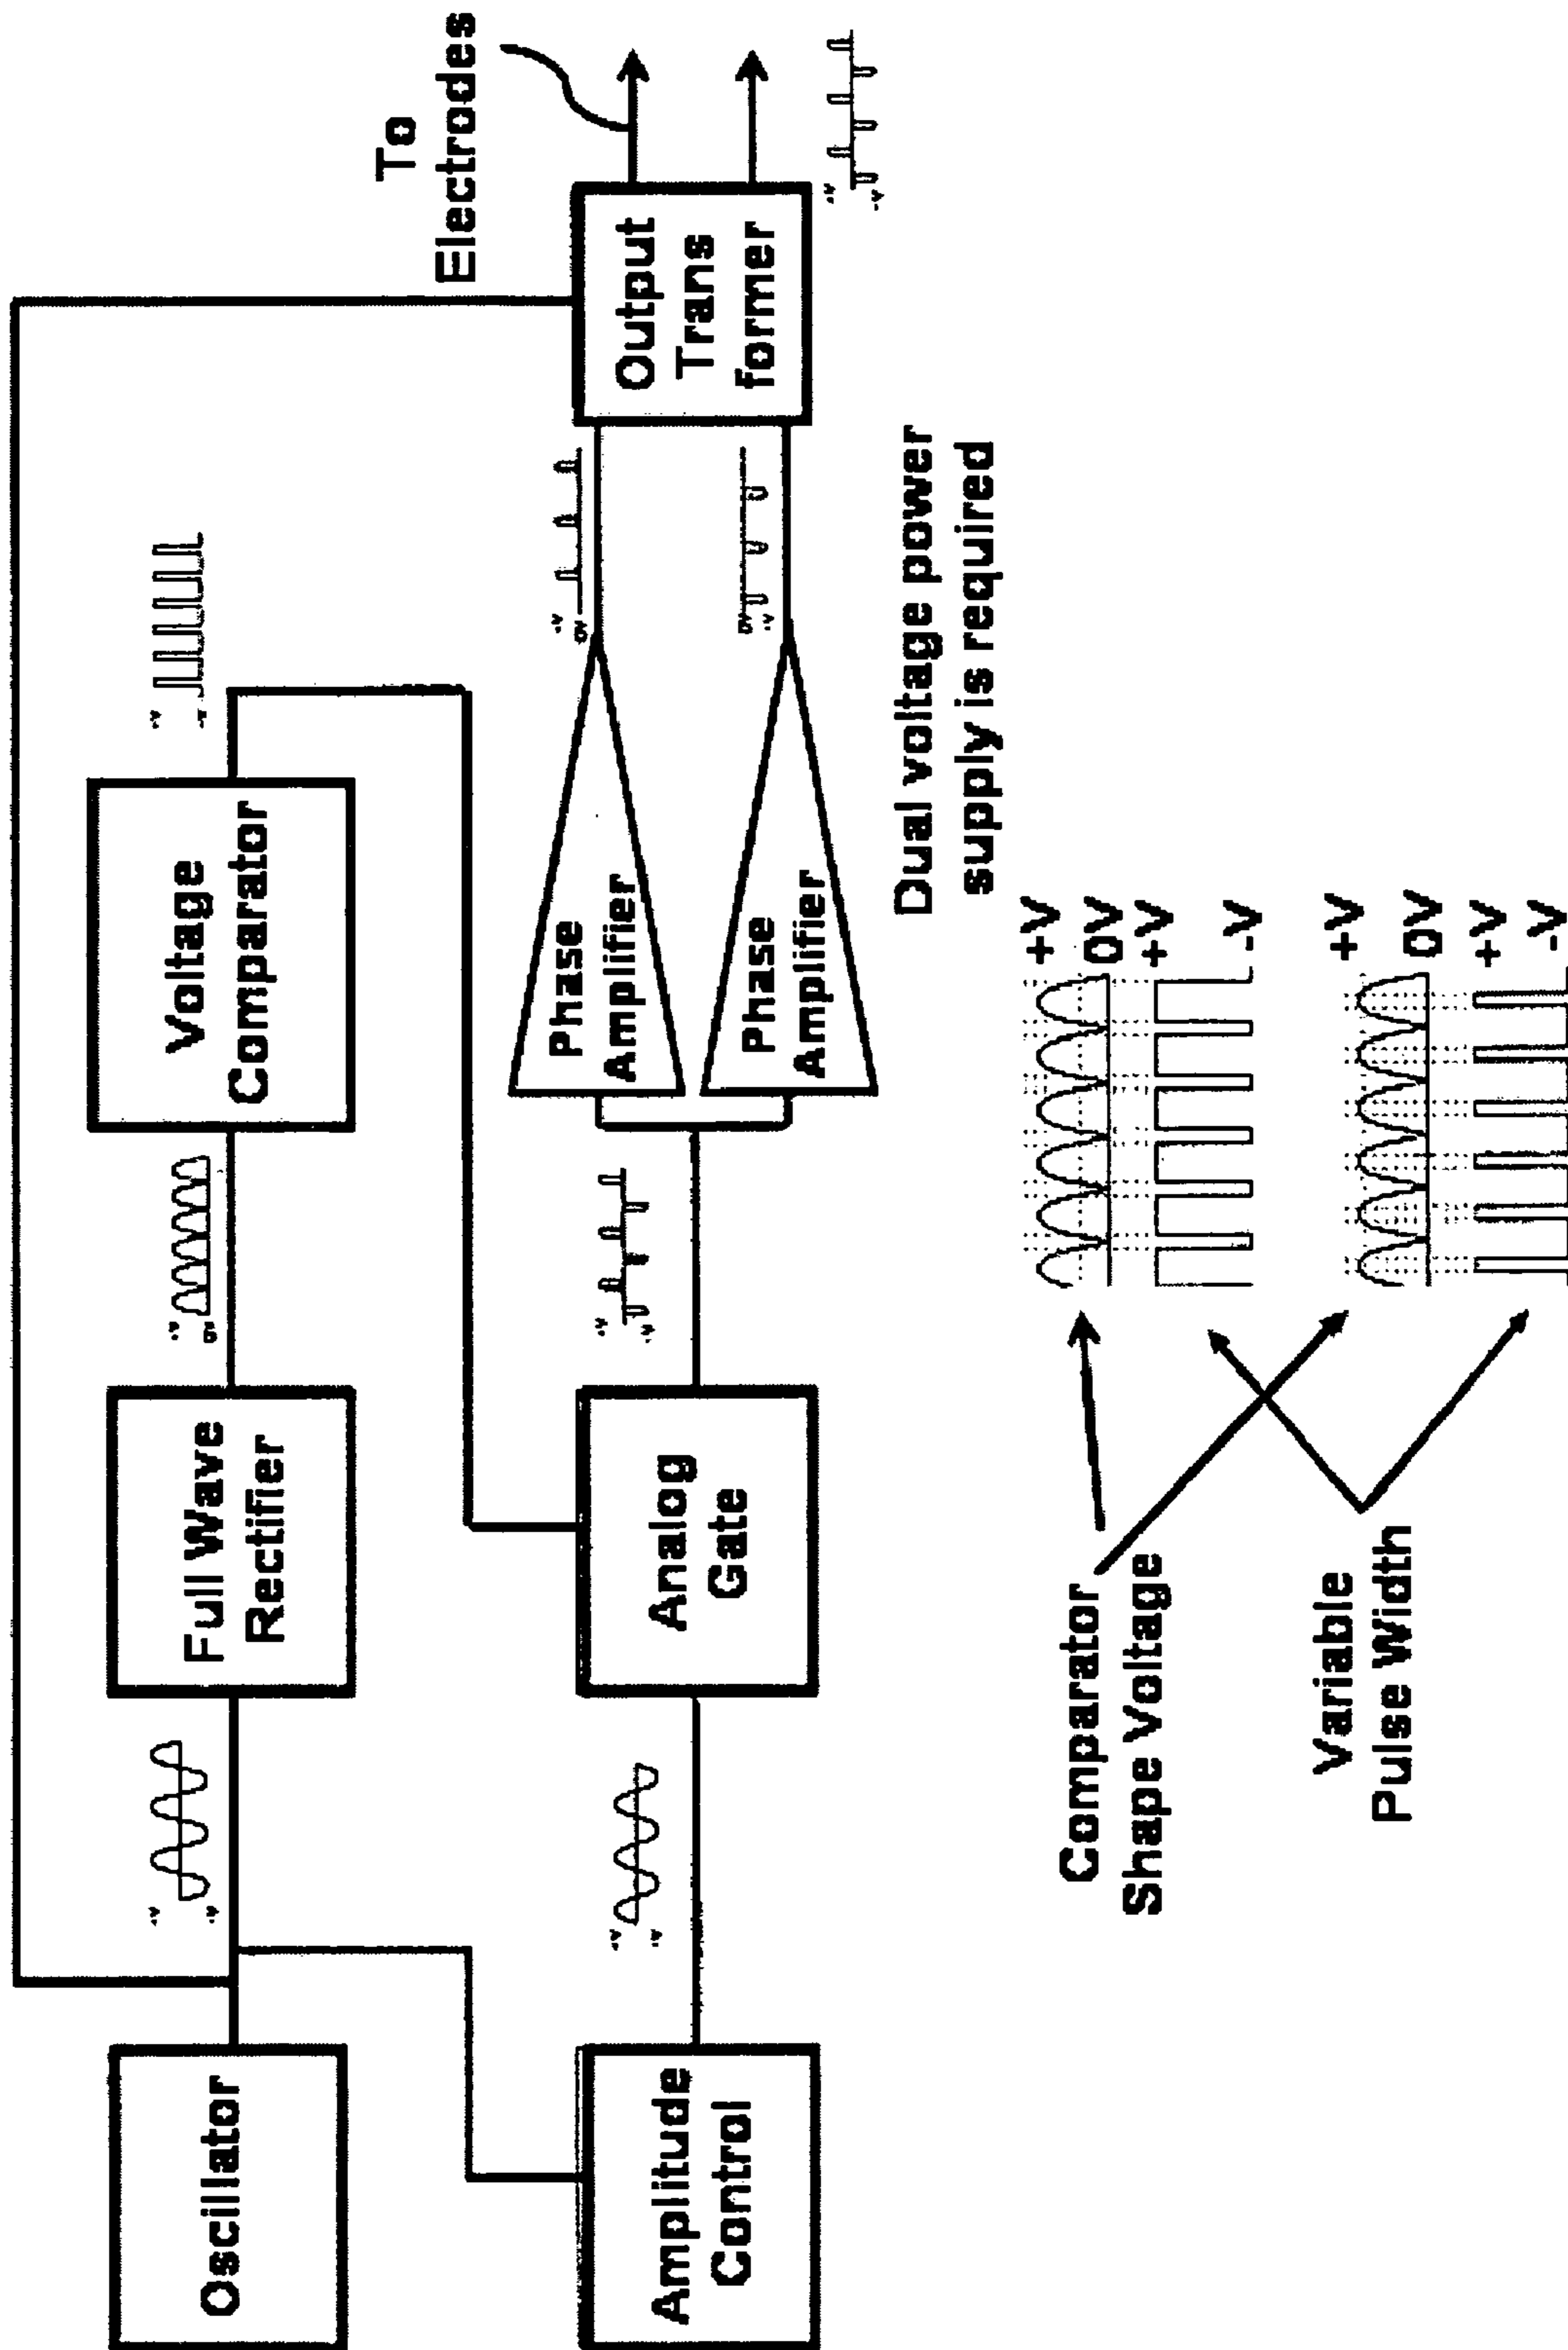 Oscillator
Full Wave
Rectifier
Voltage
Comparator
To
Electrodes
Amplitude
Control
Analog
Gate
Phase
Amplifier
Phase
Amplifier
Output
Trans
former
Dual voltage power
supply is required
Comparator
Shape Voltage
Variable
Pulse Width
+V
0V
+V
-V
+V
0V
+V
-V